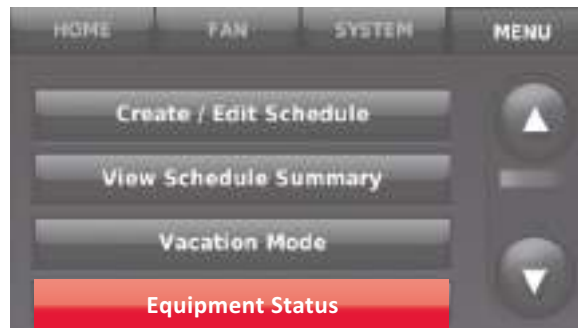 HOME FAN SYSTEM MENU
Create / Edit Schedule
View Schedule Summary
Vacation Mode
Equipment Status